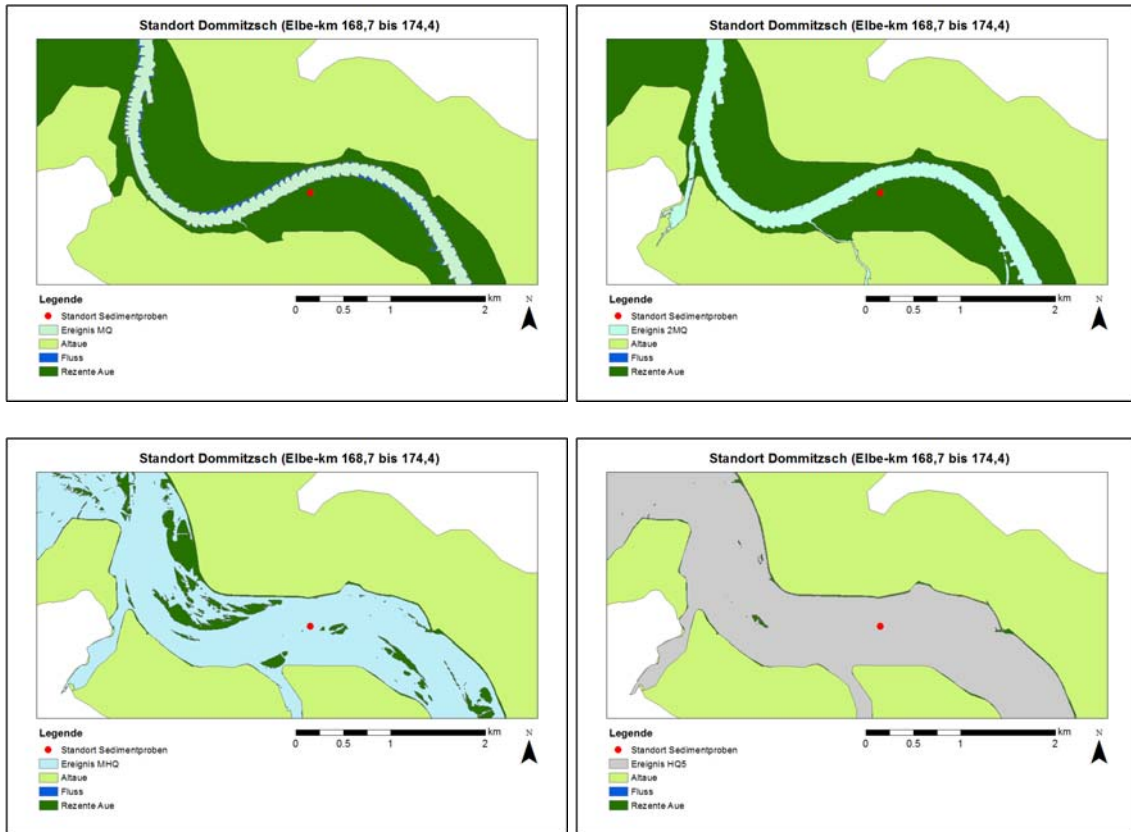 Standort Dommitzsch (Elbe-km 168,7 bis 174,4)
Legende
Standort Sedimentproben
Ereignis MQ
Altaue
Fluss
Rezente Aue
km
0 0.5 1 2
N
Standort Dommitzsch (Elbe-km 168,7 bis 174,4)
Legende
Standort Sedimentproben
Ereignis 2MQ
Altaue
Fluss
Rezente Aue
km
0 0.5 1 2
N
Standort Dommitzsch (Elbe-km 168,7 bis 174,4)
Legende
Standort Sedimentproben
Ereignis MHQ
Altaue
Fluss
Rezente Aue
km
0 0.5 1 2
N
Standort Dommitzsch (Elbe-km 168,7 bis 174,4)
Legende
Standort Sedimentproben
Ereignis HQ5
Altaue
Fluss
Rezente Aue
km
0 0.5 1 2
N